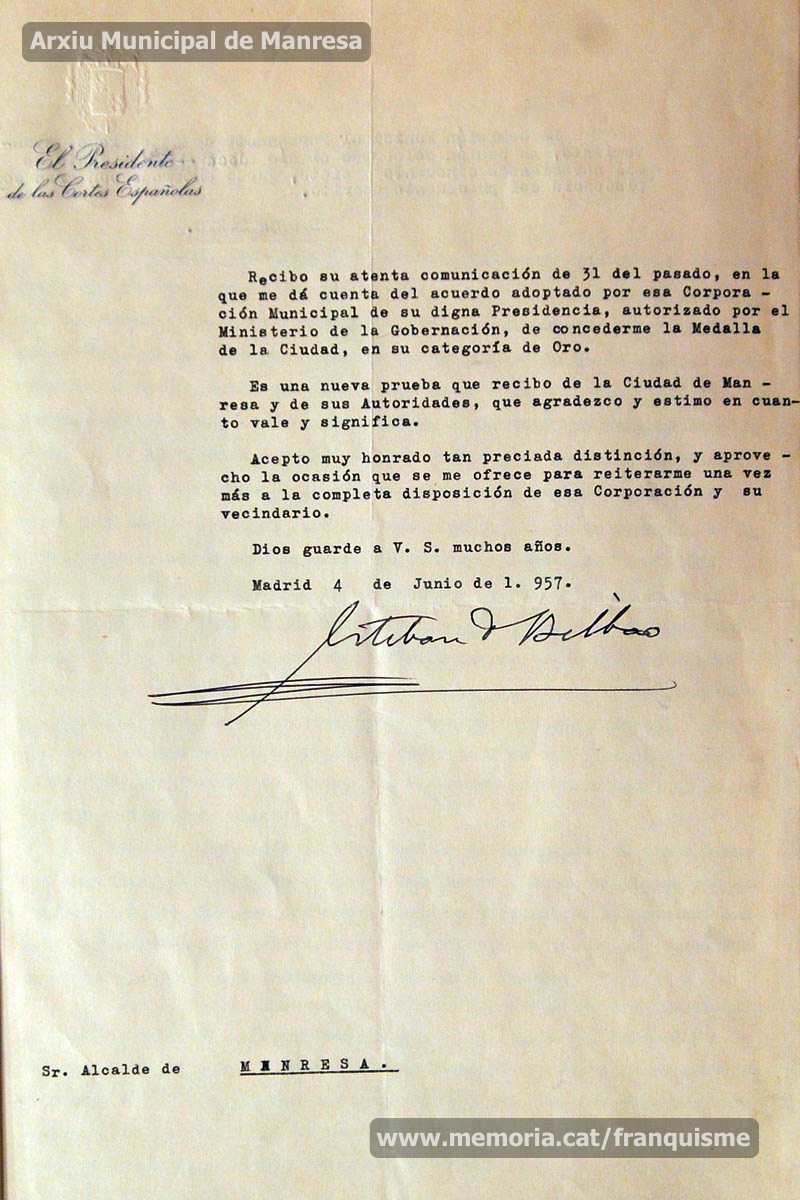 Arxiu Municipal de Manresa
El Presidente
de las Cortes Españolas
Recibo su atenta comunicación de 31 del pasado, en la
que me dá cuenta del acuerdo adoptado por esa Corpora -
ción Municipal de su digna Presidencia, autorizado por el
Ministerio de la Gobernación, de concederme la Medalla
de la Ciudad, en su categoría de Oro.
Es una nueva prueba que recibo de la Ciudad de Man -
resa y de sus Autoridades, que agradezco y estimo en cuan-
to vale y significa.
Acepto muy honrado tan preciada distinción, y aprove -
cho la ocasión que se me ofrece para reiterarme una vez
más a la completa disposición de esa Corporación y su
vecindario.
Dios guarde a V. S. muchos años.
Madrid 4 de Junio de 1. 957.
Esteban Bilbao
Sr. Alcalde de MANRESA.
www.memoria.cat/franquisme